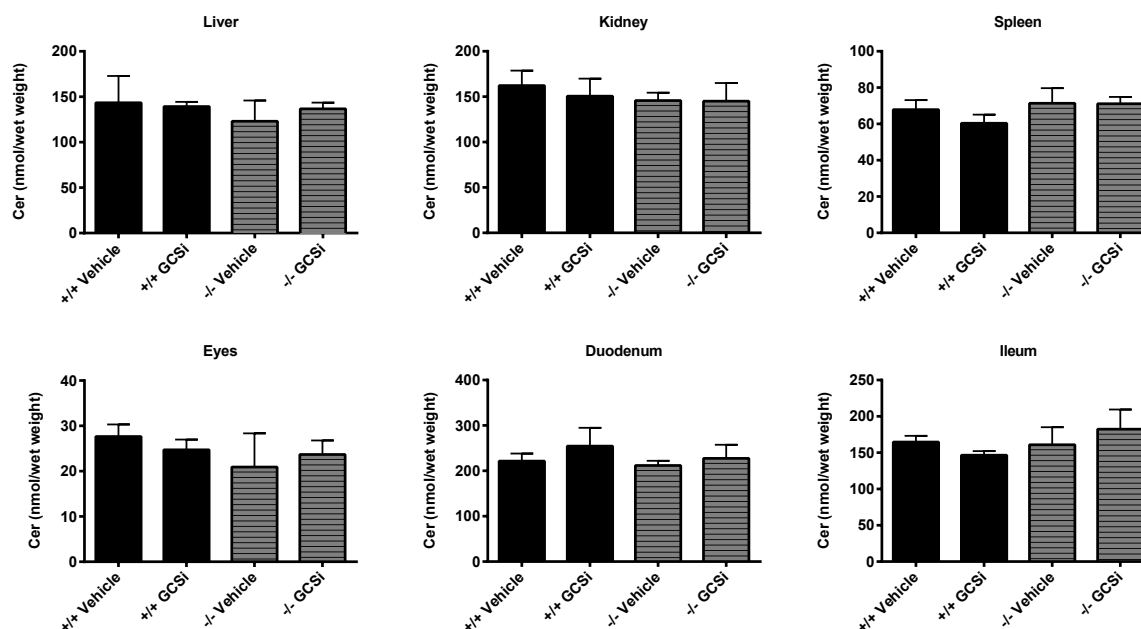 Liver
Cer (nmol/wet weight)
200
150
100
50
0
+/+ Vehicle
+/+ GCSi
-/- Vehicle
-/- GCSi
Kidney
Cer (nmol/wet weight)
200
150
100
50
0
+/+ Vehicle
+/+ GCSi
-/- Vehicle
-/- GCSi
Spleen
Cer (nmol/wet weight)
100
80
60
40
20
0
+/+ Vehicle
+/+ GCSi
-/- Vehicle
-/- GCSi
Eyes
Cer (nmol/wet weight)
40
30
20
10
0
+/+ Vehicle
+/+ GCSi
-/- Vehicle
-/- GCSi
Duodenum
Cer (nmol/wet weight)
400
300
200
100
0
+/+ Vehicle
+/+ GCSi
-/- Vehicle
-/- GCSi
Ileum
Cer (nmol/wet weight)
250
200
150
100
50
0
+/+ Vehicle
+/+ GCSi
-/- Vehicle
-/- GCSi